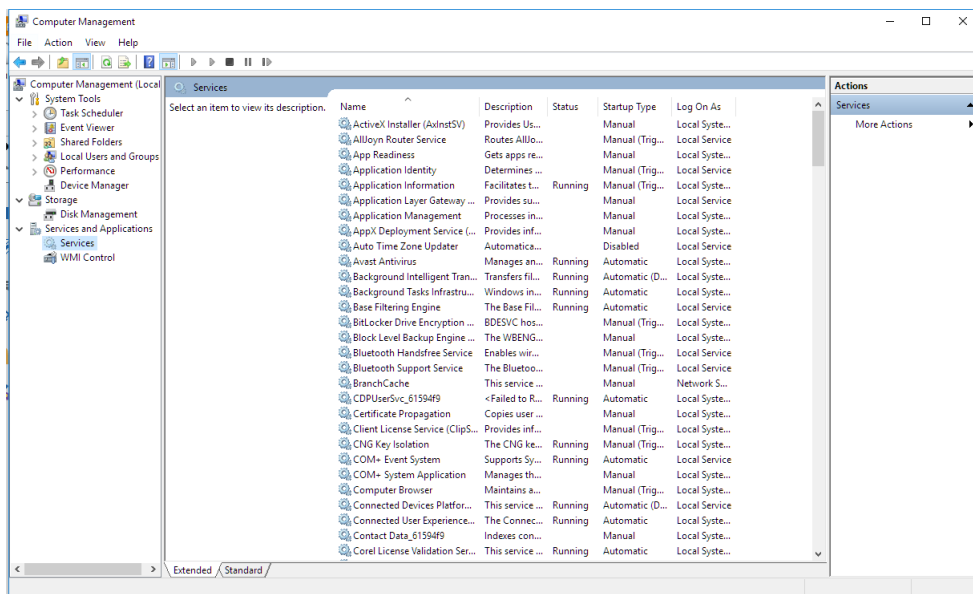 Computer Management
File Action View Help
Computer Management (Local
System Tools
Task Scheduler
Event Viewer
Shared Folders
Local Users and Groups
Performance
Device Manager
Storage
Disk Management
Services and Applications
Services
WMI Control
Services
Select an item to view its description.
Name Description Status Startup Type Log On As
ActiveX Installer (AxInstSV) Provides Us... Manual Local Syste...
AllJoyn Router Service Routes AllJo... Manual (Trig... Local Service
App Readiness Gets apps re... Manual Local Syste...
Application Identity Determines ... Manual (Trig... Local Service
Application Information Facilitates t... Running Manual (Trig... Local Syste...
Application Layer Gateway ... Provides su... Manual Local Service
Application Management Processes in... Manual Local Syste...
AppX Deployment Service (... Provides inf... Manual Local Syste...
Auto Time Zone Updater Automatica... Disabled Local Service
Avast Antivirus Manages an... Running Automatic Local Syste...
Background Intelligent Tran... Transfers fil... Running Automatic (D... Local Syste...
Background Tasks Infrastru... Windows in... Running Automatic Local Syste...
Base Filtering Engine The Base Fil... Running Automatic Local Service
BitLocker Drive Encryption ... BDESVC hos... Manual (Trig... Local Syste...
Block Level Backup Engine ... The WBENG... Manual Local Syste...
Bluetooth Handsfree Service Enables wir... Manual (Trig... Local Service
Bluetooth Support Service The Bluetoo... Manual (Trig... Local Service
BranchCache This service ... Manual Network S...
CDPUserSvc_61594f9 <Failed to R... Running Automatic Local Syste...
Certificate Propagation Copies user ... Manual Local Syste...
Client License Service (ClipS... Provides inf... Manual (Trig... Local Syste...
CNG Key Isolation The CNG ke... Running Manual (Trig... Local Syste...
COM+ Event System Supports Sy... Running Automatic Local Service
COM+ System Application Manages th... Manual Local Syste...
Computer Browser Maintains a... Manual (Trig... Local Syste...
Connected Devices Platfor... This service ... Running Automatic (D... Local Service
Connected User Experience... The Connec... Running Automatic Local Syste...
Contact Data_61594f9 Indexes con... Manual Local Syste...
Corel License Validation Ser... This service ... Running Automatic Local Syste...
Extended Standard
Actions
Services
More Actions